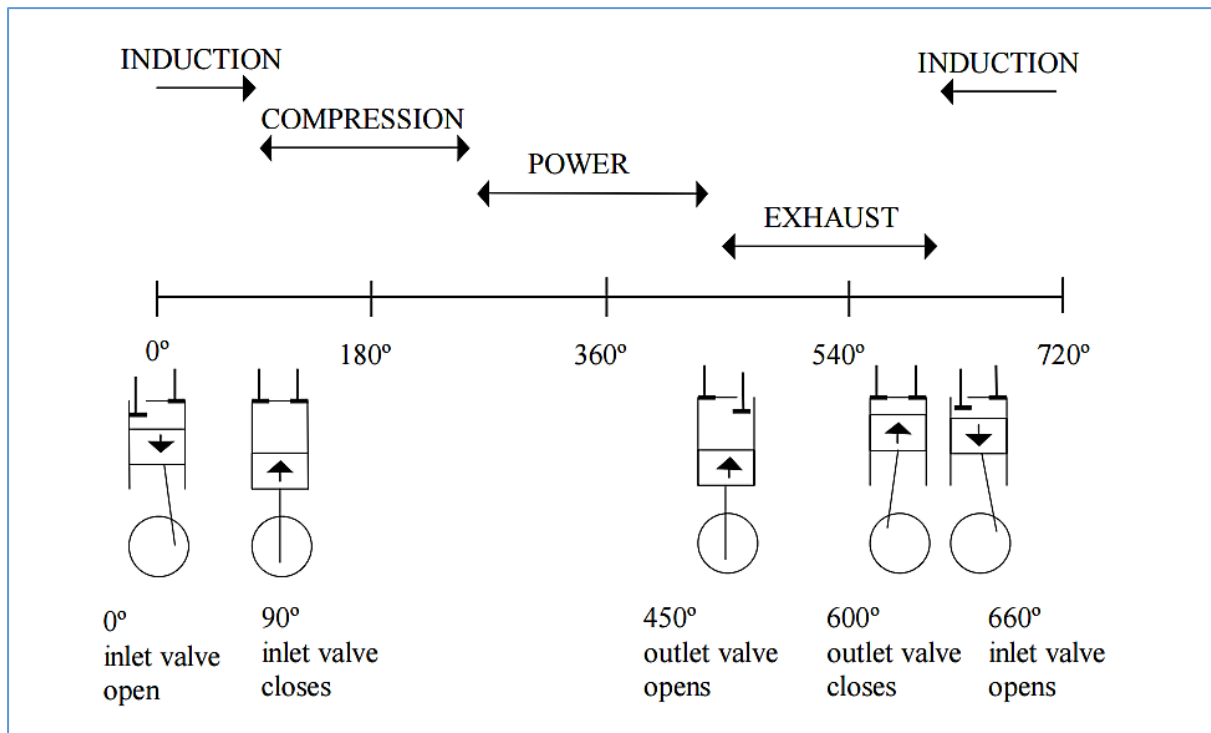 INDUCTION
INDUCTION
COMPRESSION
POWER
EXHAUST
0º
180º
360º
540º
720º
0º
inlet valve
open
90º
inlet valve
closes
450º
outlet valve
opens
600º
outlet valve
closes
660º
inlet valve
opens